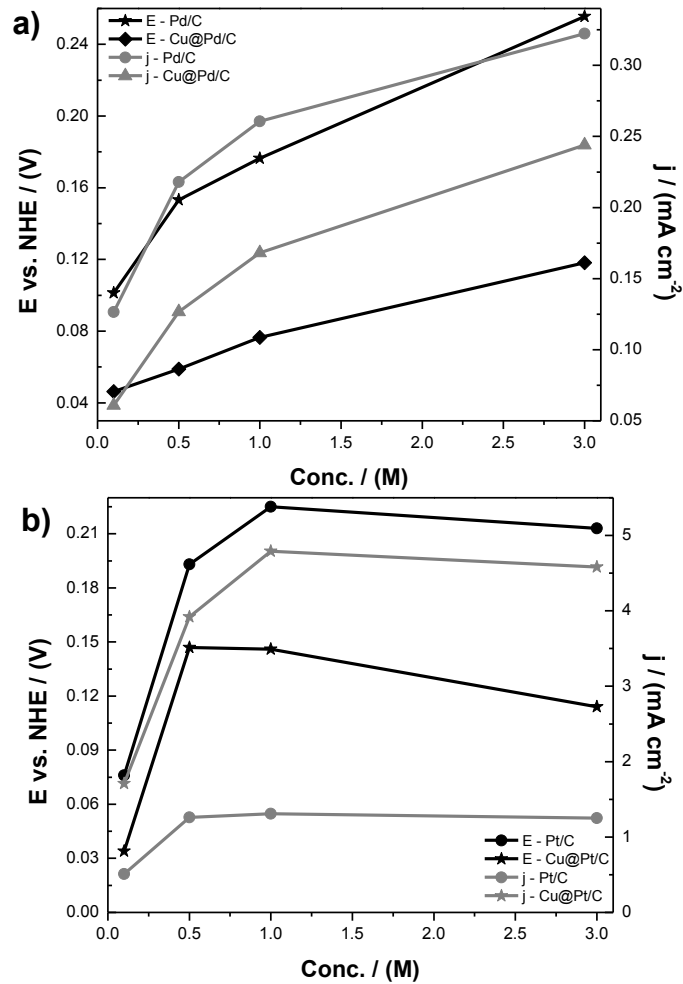 a)
E - Pd/C
E - Cu@Pd/C
j - Pd/C
j - Cu@Pd/C
0.24
0.20
0.16
0.12
0.08
0.04
E vs. NHE / (V)
0.30
0.25
0.20
0.15
0.10
0.05
j / (mA cm-2)
0.0 0.5 1.0 1.5 2.0 2.5 3.0
Conc. / (M)
b)
0.21
0.18
0.15
0.12
0.09
0.06
0.03
0.00
E vs. NHE / (V)
5
4
3
2
1
0
j / (mA cm-2)
E - Pt/C
E - Cu@Pt/C
j - Pt/C
j - Cu@Pt/C
0.0 0.5 1.0 1.5 2.0 2.5 3.0
Conc. / (M)